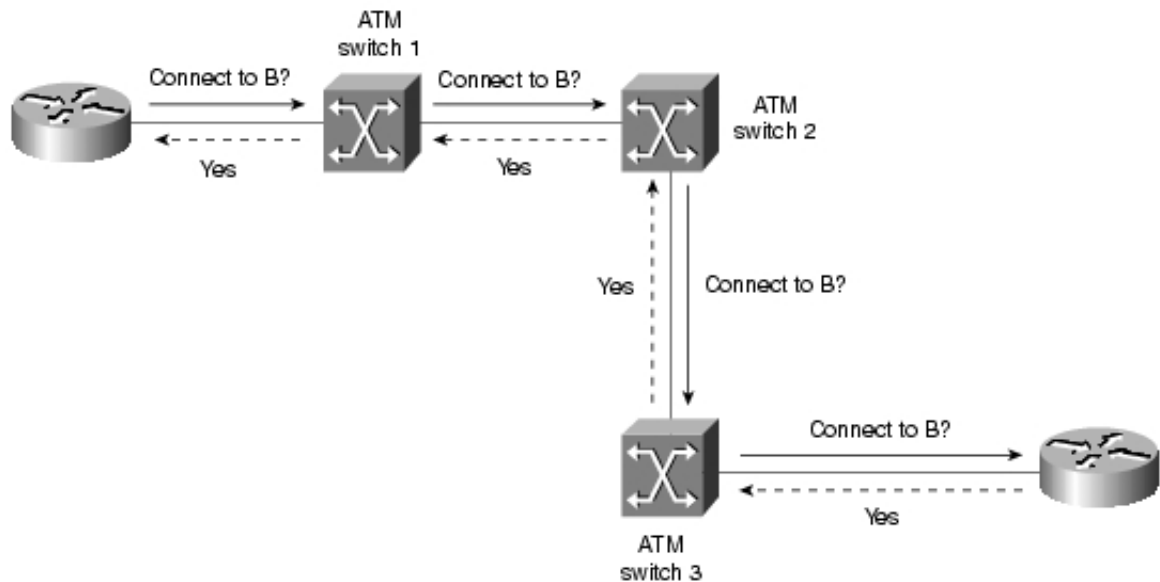 ATM
switch 1
Connect to B?
Connect to B?
Yes
Yes
ATM
switch 2
Yes
Connect to B?
Connect to B?
Yes
ATM
switch 3